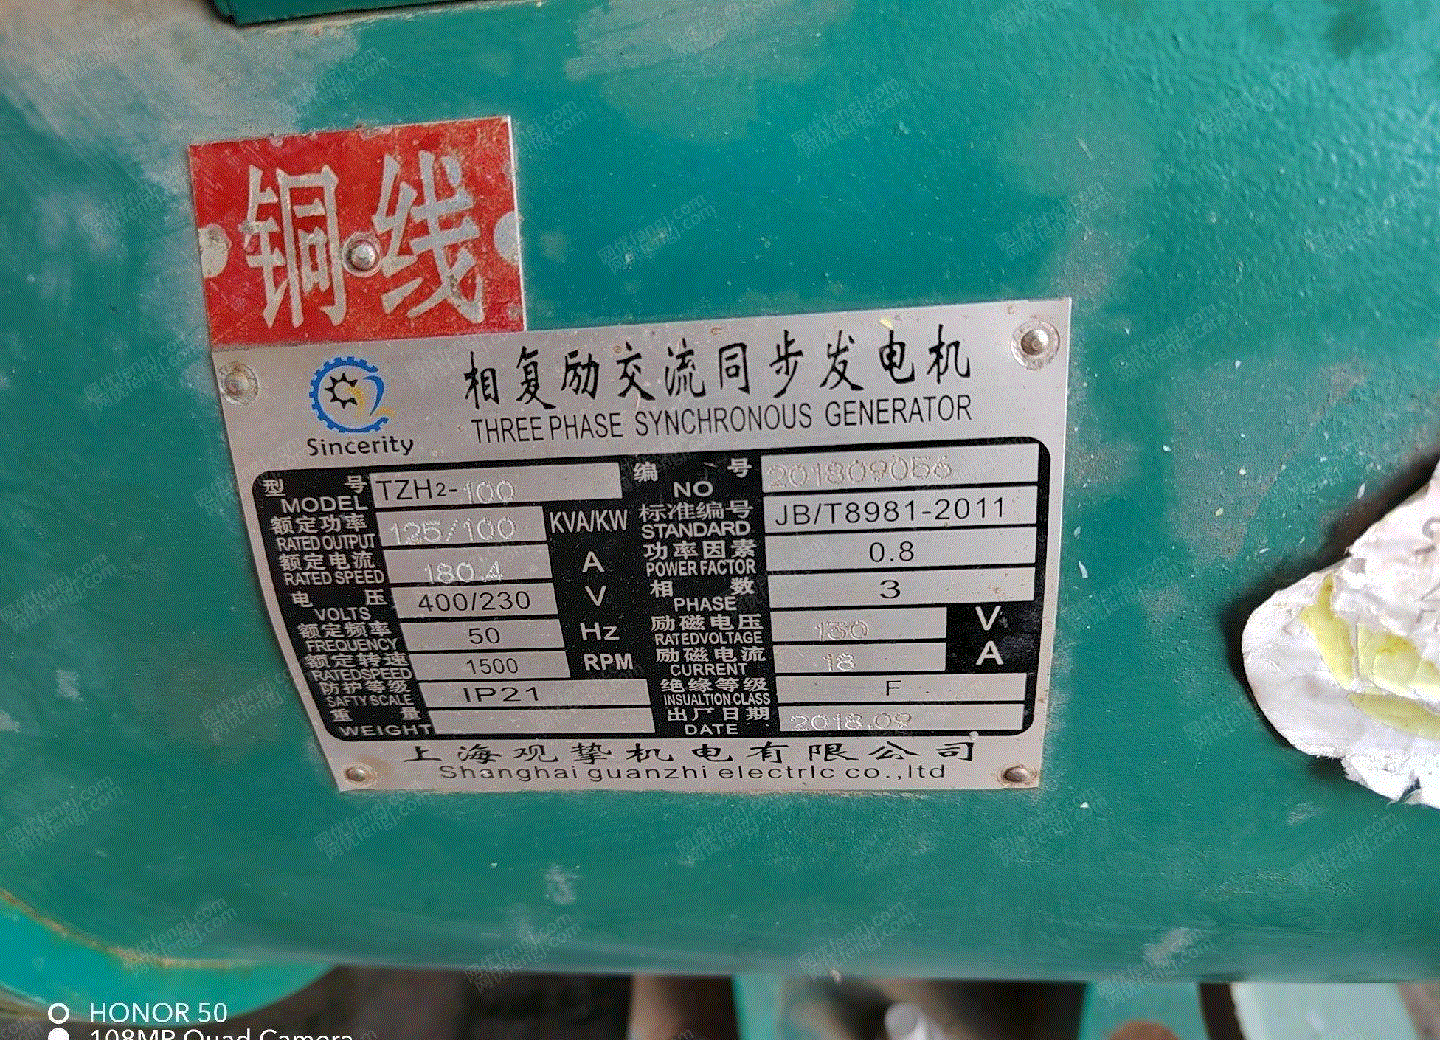 铜线
相复励交流同步发电机
THREE PHASE SYNCHRONOUS GENERATOR
Sincerity
型号 MODEL TZH2-100 编号 NO 201809056
额定功率 RATED OUTPUT 125/100 KVA/KW 标准编号 STANDARD JB/T8981-2011
额定电流 RATED SPEED 180.4 A 功率因素 POWER FACTOR 0.8
电压 VOLTS 400/230 V 相数 PHASE 3
额定频率 FREQUENCY 50 Hz 励磁电压 RATEDVOLTAGE 130 V
额定转速 RATEDSPEED 1500 RPM 励磁电流 CURRENT 18 A
防护等级 SAFTY SCALE IP21 绝缘等级 INSUALTION CLASS F
重量 WEIGHT 出厂日期 DATE 2018.09
上海观挚机电有限公司
Shanghai guanzhi electrlc co.,ltd
HONOR 50
108MP Quad Camera